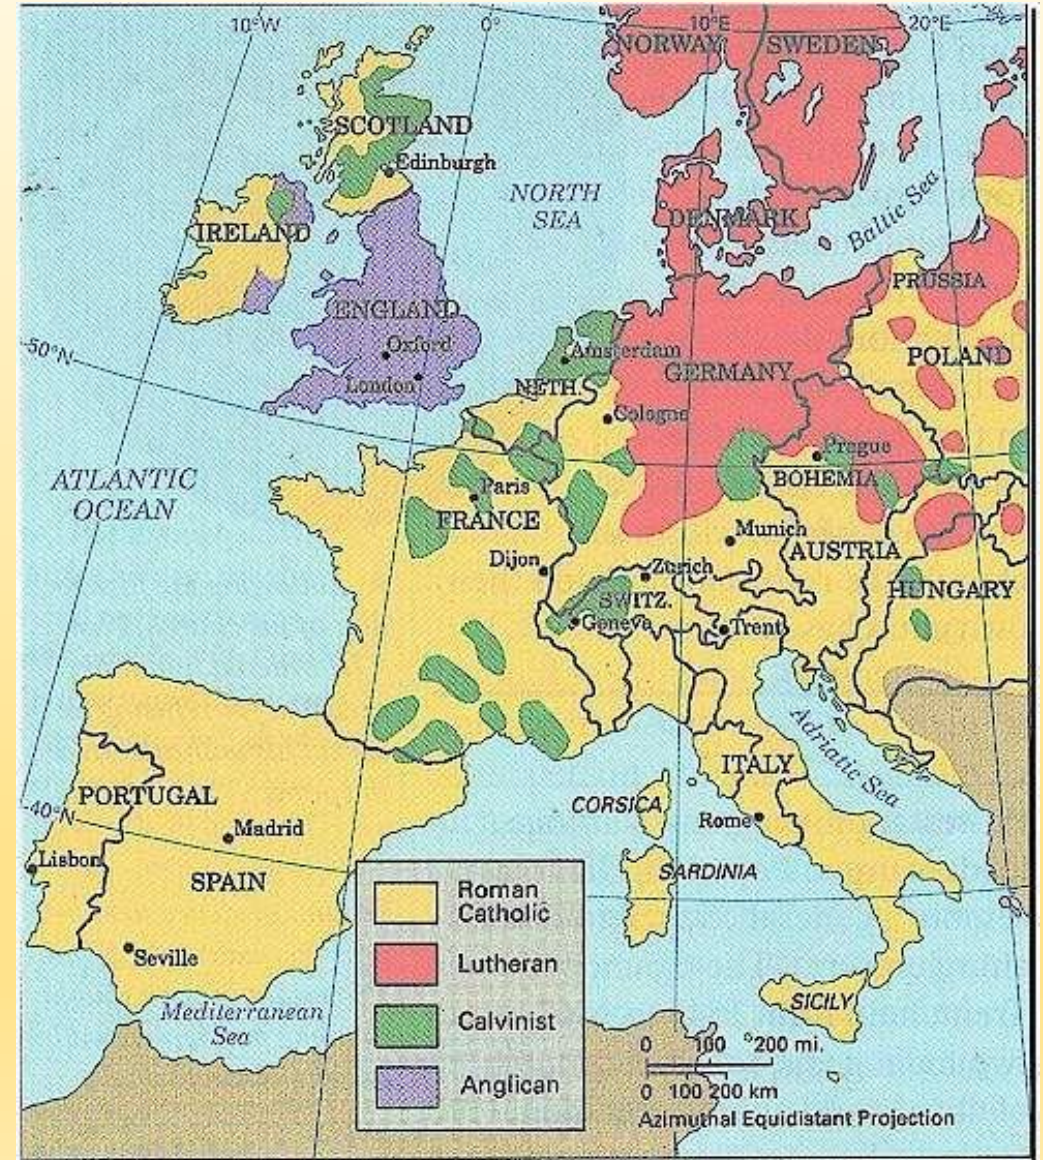 10°W
0°
10°E
20°E
NORWAY
SWEDEN
SCOTLAND
Edinburgh
NORTH
SEA
Baltic Sea
DENMARK
IRELAND
PRUSSIA
ENGLAND
Oxford
London
50°N
Amsterdam
GERMANY
POLAND
NETH.
Cologne
Prague
BOHEMIA
ATLANTIC
OCEAN
Paris
FRANCE
Munich
AUSTRIA
Dijon
Zurich
SWITZ.
HUNGARY
Geneva
Trent
Adriatic Sea
ITALY
PORTUGAL
40°N
CORSICA
Rome
Madrid
Lisbon
SPAIN
SARDINIA
Seville
Mediterranean
Sea
SICILY
Roman
Catholic
Lutheran
Calvinist
Anglican
0 100 200 mi.
0 100 200 km
Azimuthal Equidistant Projection